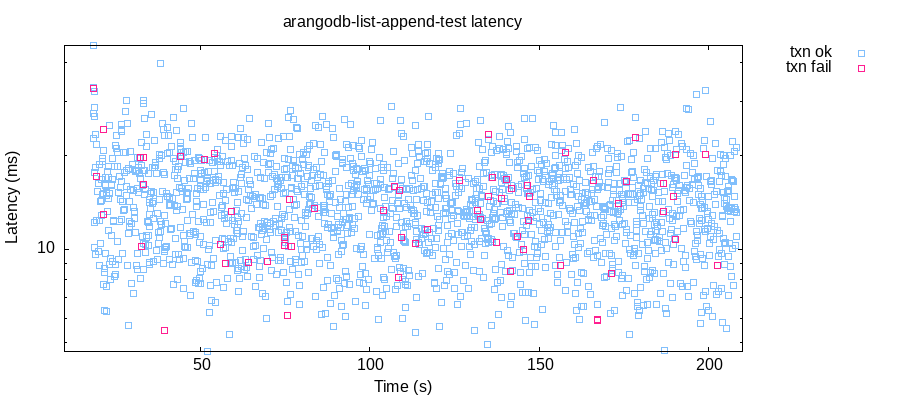 arangodb-list-append-test latency
txn ok
txn fail
Latency (ms)
10
50
100
150
200
Time (s)